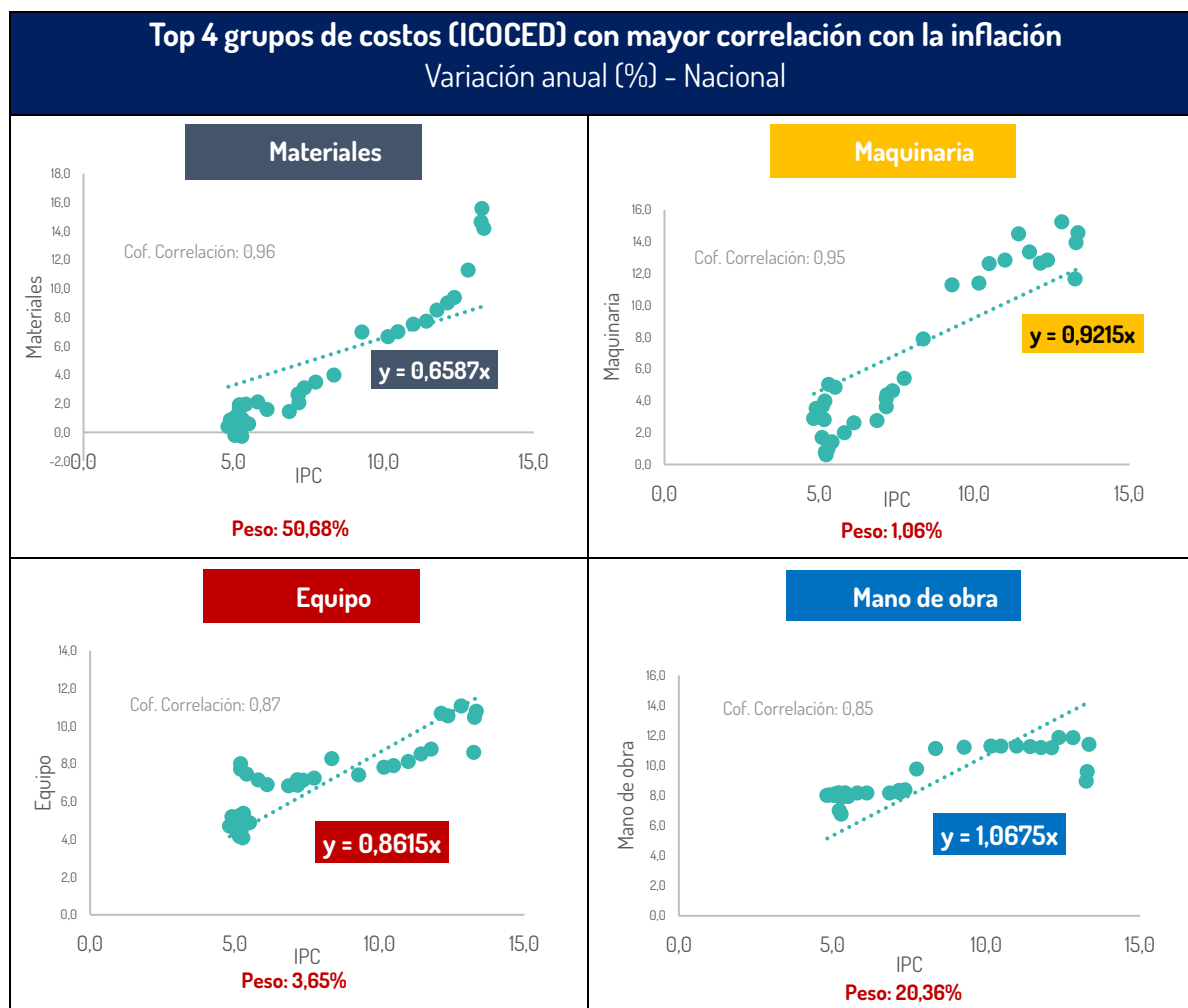 Top 4 grupos de costos (ICOCED) con mayor correlación con la inflación
Variación anual (%) - Nacional
Materiales
18,0
16,0
14,0
12,0
10,0
8,0
6,0
4,0
2,0
0,0
-2,0
Materiales
Cof. Correlación: 0,96
y = 0,6587x
0,0 5,0 10,0 15,0
IPC
Peso: 50,68%
Maquinaria
16,0
14,0
12,0
10,0
8,0
6,0
4,0
2,0
0,0
Maquinaria
Cof. Correlación: 0,95
y = 0,9215x
0,0 5,0 10,0 15,0
IPC
Peso: 1,06%
Equipo
14,0
12,0
10,0
8,0
6,0
4,0
2,0
0,0
Equipo
Cof. Correlación: 0,87
y = 0,8615x
0,0 5,0 10,0 15,0
IPC
Peso: 3,65%
Mano de obra
16,0
14,0
12,0
10,0
8,0
6,0
4,0
2,0
0,0
Mano de obra
Cof. Correlación: 0,85
y = 1,0675x
0,0 5,0 10,0 15,0
IPC
Peso: 20,36%